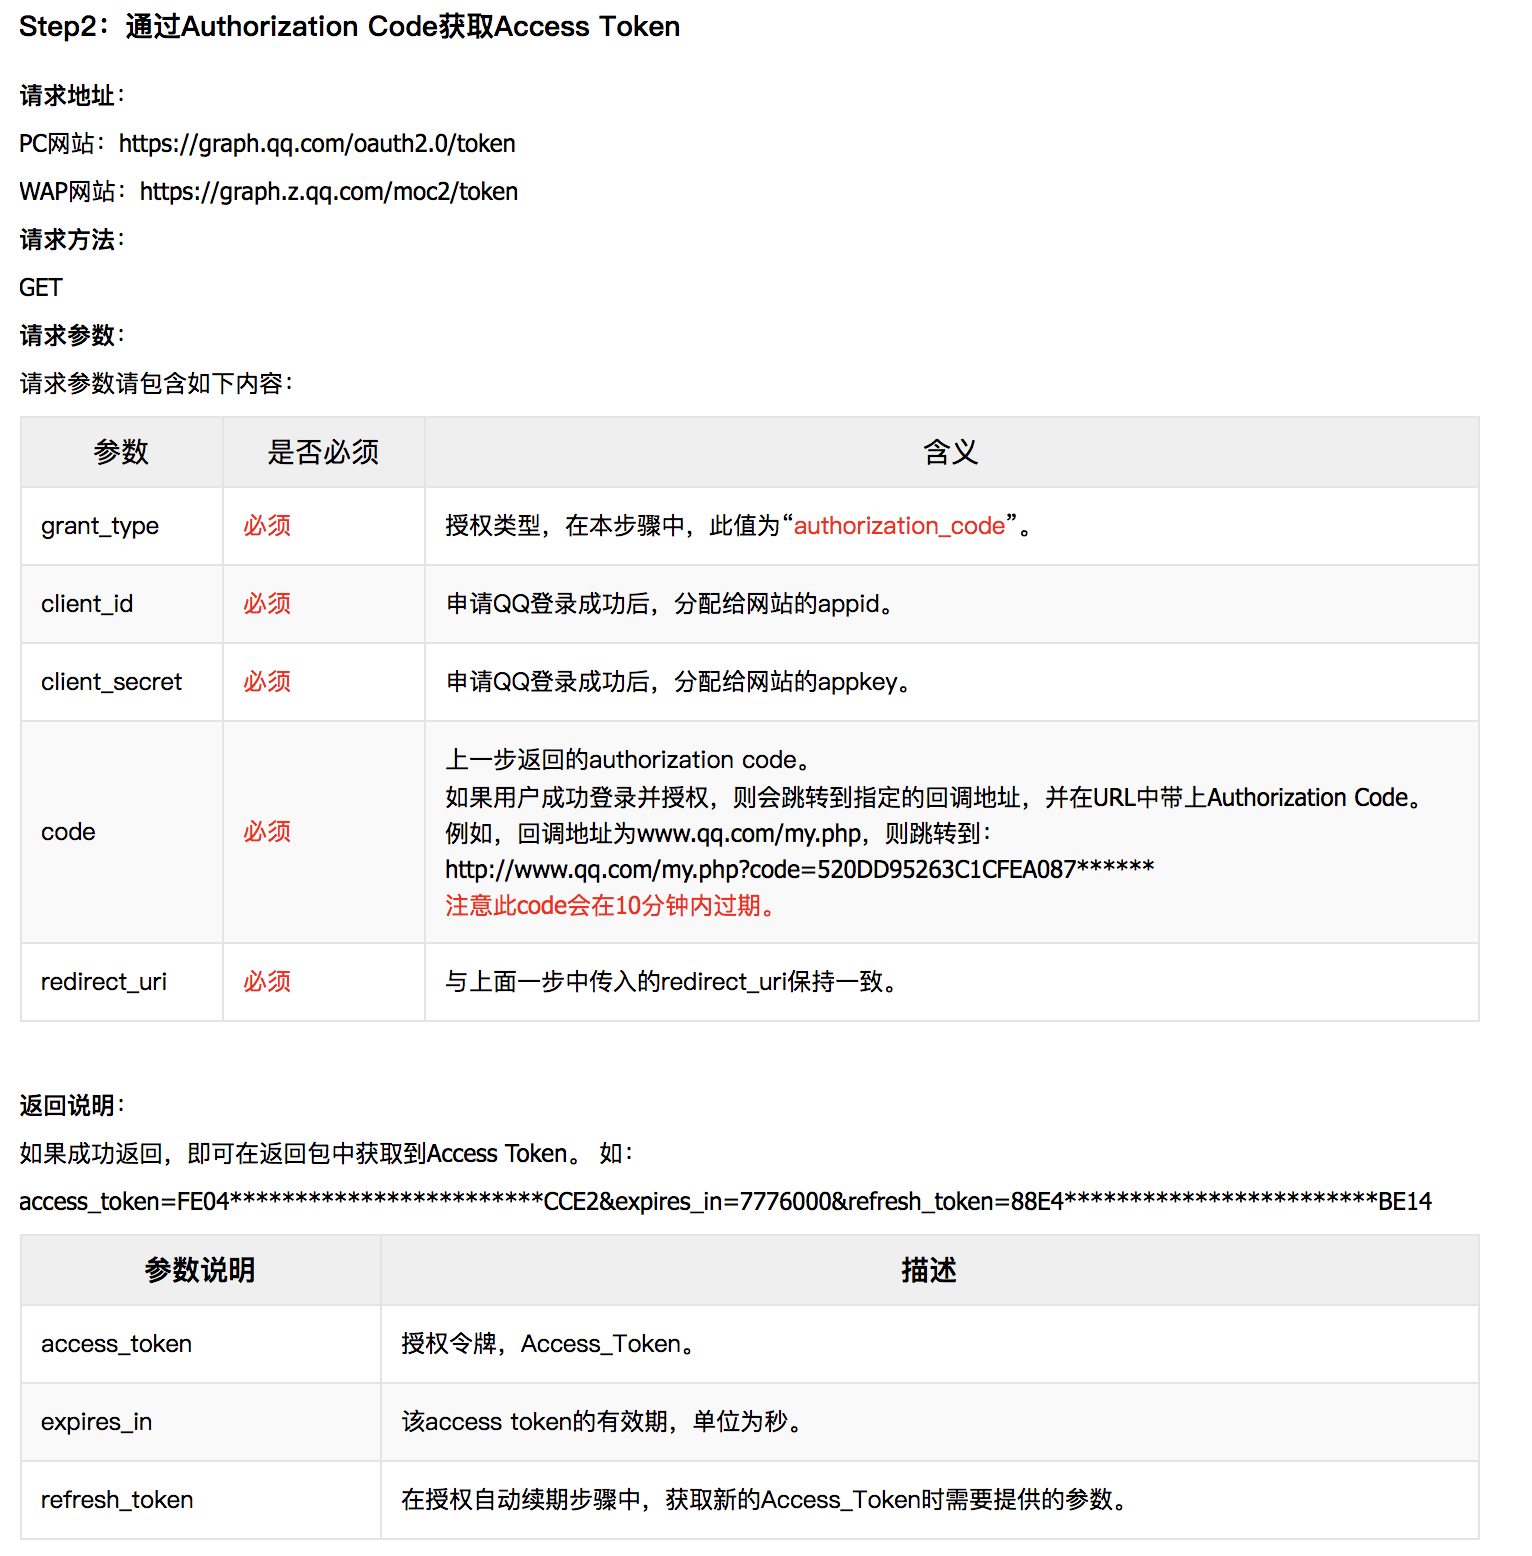 Step2：通过Authorization Code获取Access Token
请求地址：
PC网站：https://graph.qq.com/oauth2.0/token
WAP网站：https://graph.z.qq.com/moc2/token
请求方法：
GET
请求参数：
请求参数请包含如下内容：
参数 是否必须 含义
grant_type 必须 授权类型，在本步骤中，此值为“authorization_code”。
client_id 必须 申请QQ登录成功后，分配给网站的appid。
client_secret 必须 申请QQ登录成功后，分配给网站的appkey。
上一步返回的authorization code。
如果用户成功登录并授权，则会跳转到指定的回调地址，并在URL中带上Authorization Code。
code 必须 例如，回调地址为www.qq.com/my.php，则跳转到：
http://www.qq.com/my.php?code=520DD95263C1CFEA087******
注意此code会在10分钟内过期。
redirect_uri 必须 与上面一步中传入的redirect_uri保持一致。
返回说明：
如果成功返回，即可在返回包中获取到Access Token。 如：
access_token=FE04************************CCE2&expires_in=7776000&refresh_token=88E4************************BE14
参数说明 描述
access_token 授权令牌，Access_Token。
expires_in 该access token的有效期，单位为秒。
refresh_token 在授权自动续期步骤中，获取新的Access_Token时需要提供的参数。